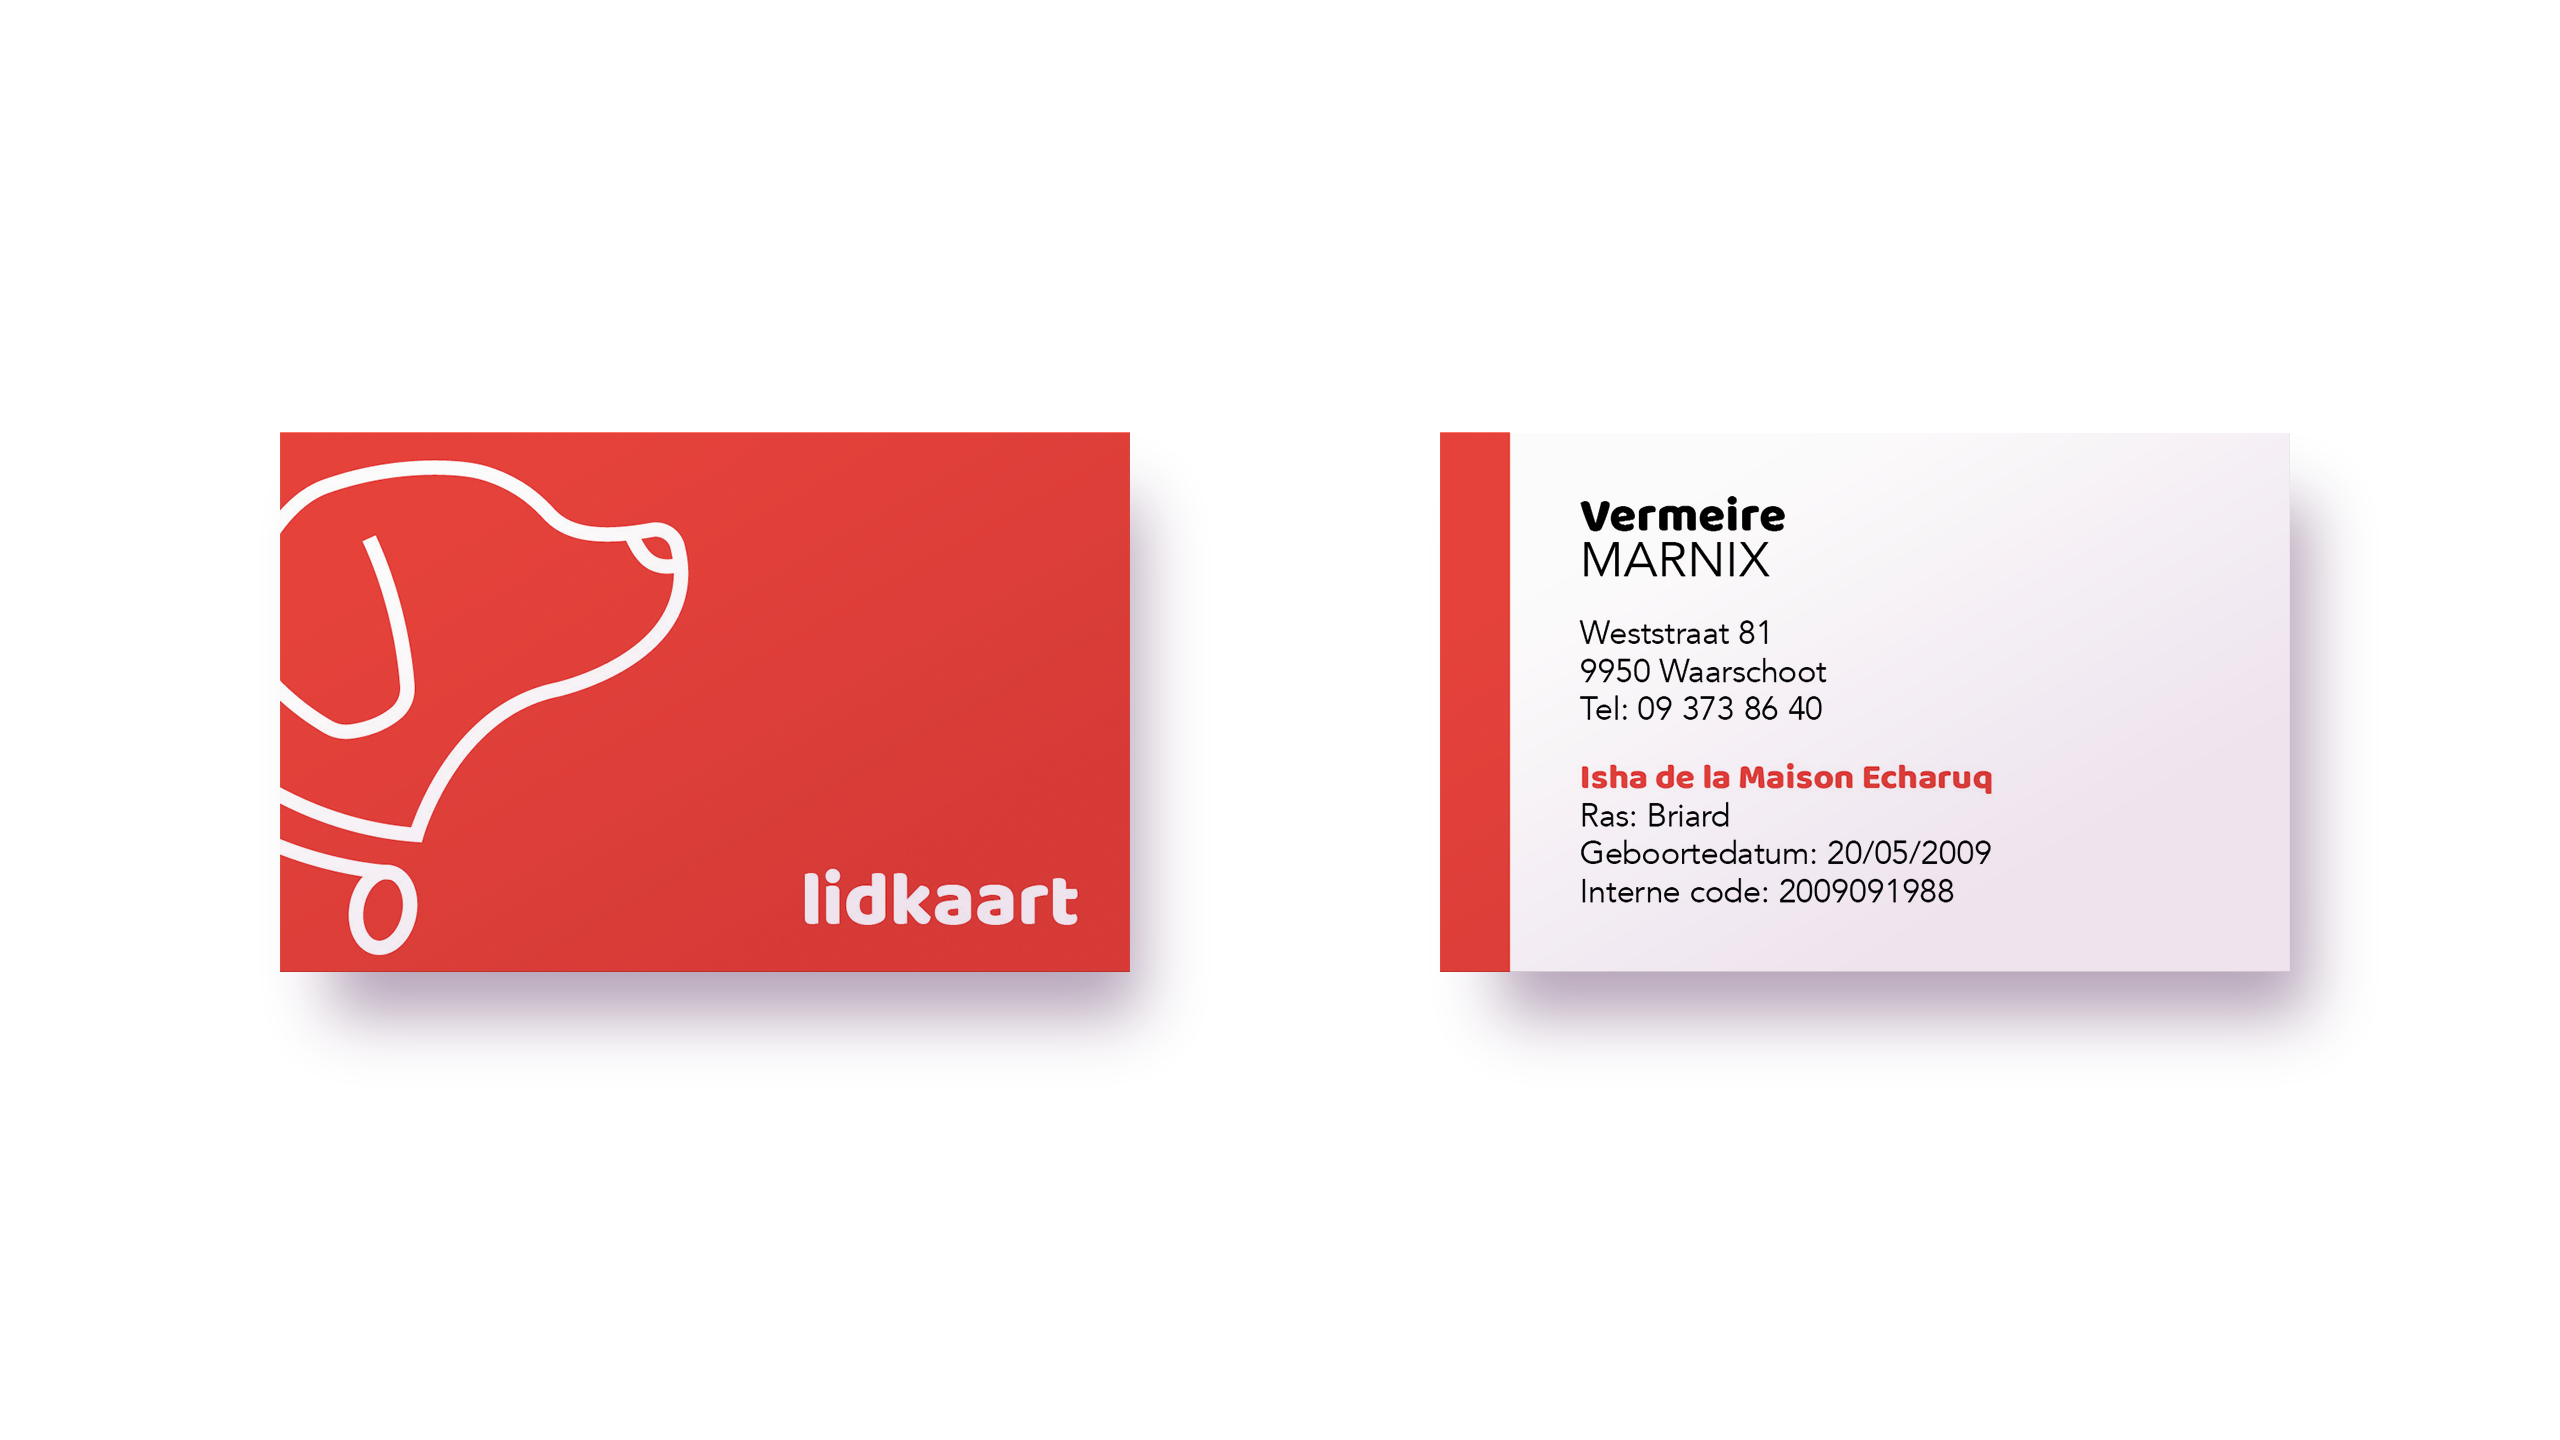 lidkaart
Vermeire
MARNIX
Weststraat 81
9950 Waarschoot
Tel: 09 373 86 40
Isha de la Maison Echaruq
Ras: Briard
Geboortedatum: 20/05/2009
Interne code: 2009091988